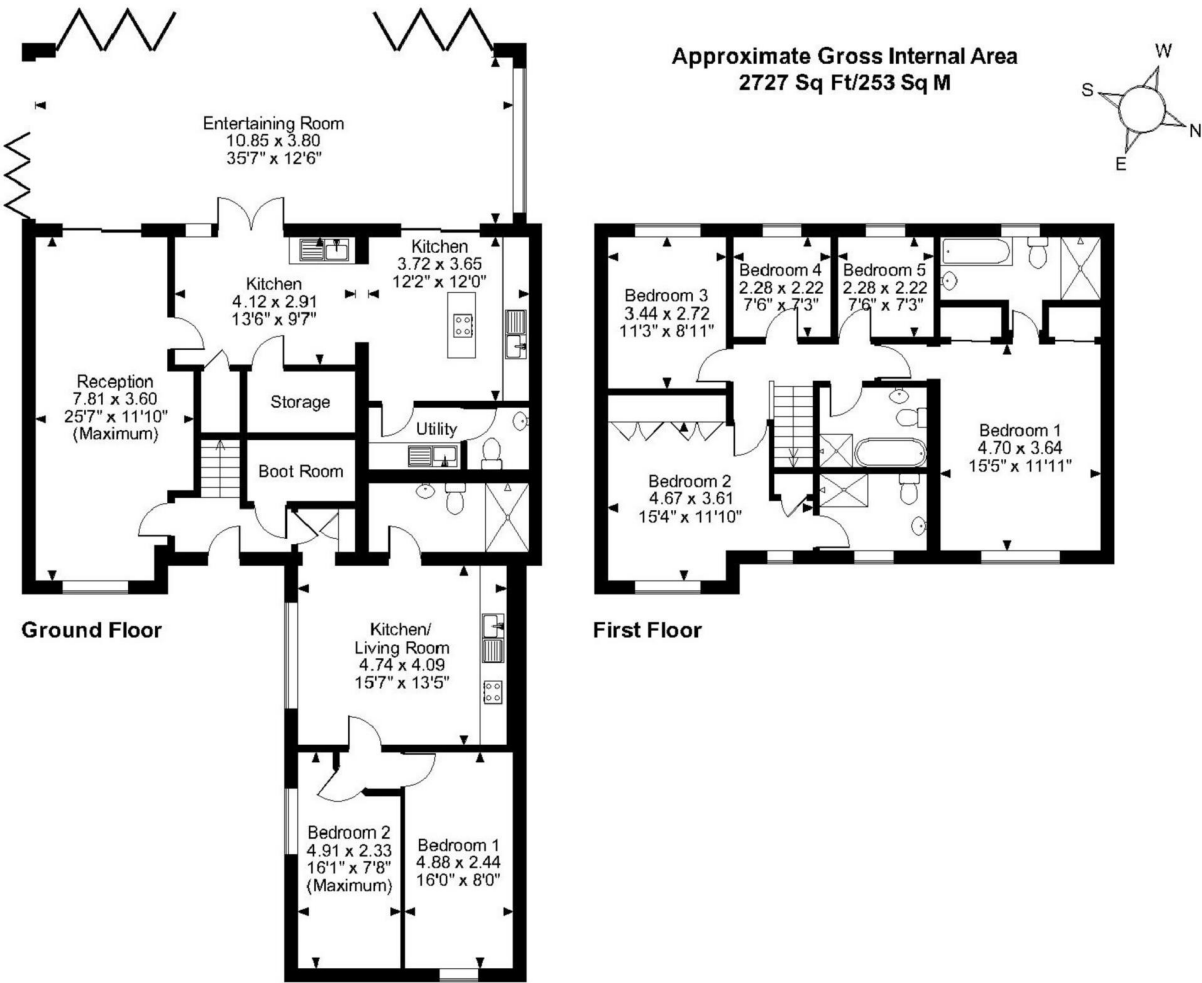 Approximate Gross Internal Area
2727 Sq Ft/253 Sq M
W
S
N
E
Entertaining Room
10.85 x 3.80
35'7" x 12'6"
Kitchen
4.12 x 2.91
13'6" x 9'7"
Kitchen
3.72 x 3.65
12'2" x 12'0"
Reception
7.81 x 3.60
25'7" x 11'10"
(Maximum)
Storage
Utility
Boot Room
Kitchen/
Living Room
4.74 x 4.09
15'7" x 13'5"
Bedroom 2
4.91 x 2.33
16'1" x 7'8"
(Maximum)
Bedroom 1
4.88 x 2.44
16'0" x 8'0"
Ground Floor
Bedroom 3
3.44 x 2.72
11'3" x 8'11"
Bedroom 4
2.28 x 2.22
7'6" x 7'3"
Bedroom 5
2.28 x 2.22
7'6" x 7'3"
Bedroom 2
4.67 x 3.61
15'4" x 11'10"
Bedroom 1
4.70 x 3.64
15'5" x 11'11"
First Floor